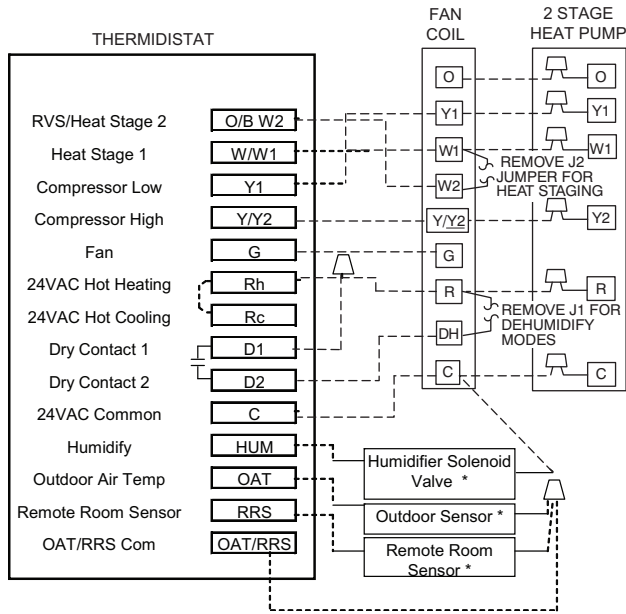 THERMIDISTAT
FAN
COIL
2 STAGE
HEAT PUMP
RVS/Heat Stage 2
O/B W2
Heat Stage 1
W/W1
Compressor Low
Y1
Compressor High
Y/Y2
Fan
G
24VAC Hot Heating
Rh
24VAC Hot Cooling
Rc
Dry Contact 1
D1
Dry Contact 2
D2
24VAC Common
C
Humidify
HUM
Outdoor Air Temp
OAT
Remote Room Sensor
RRS
OAT/RRS Com
OAT/RRS
O
Y1
W1
W2
Y/Y2
G
R
DH
C
REMOVE J2
JUMPER FOR
HEAT STAGING
REMOVE J1 FOR
DEHUMIDIFY
MODES
O
Y1
W1
Y2
R
C
Humidifier Solenoid
Valve *
Outdoor Sensor *
Remote Room
Sensor *